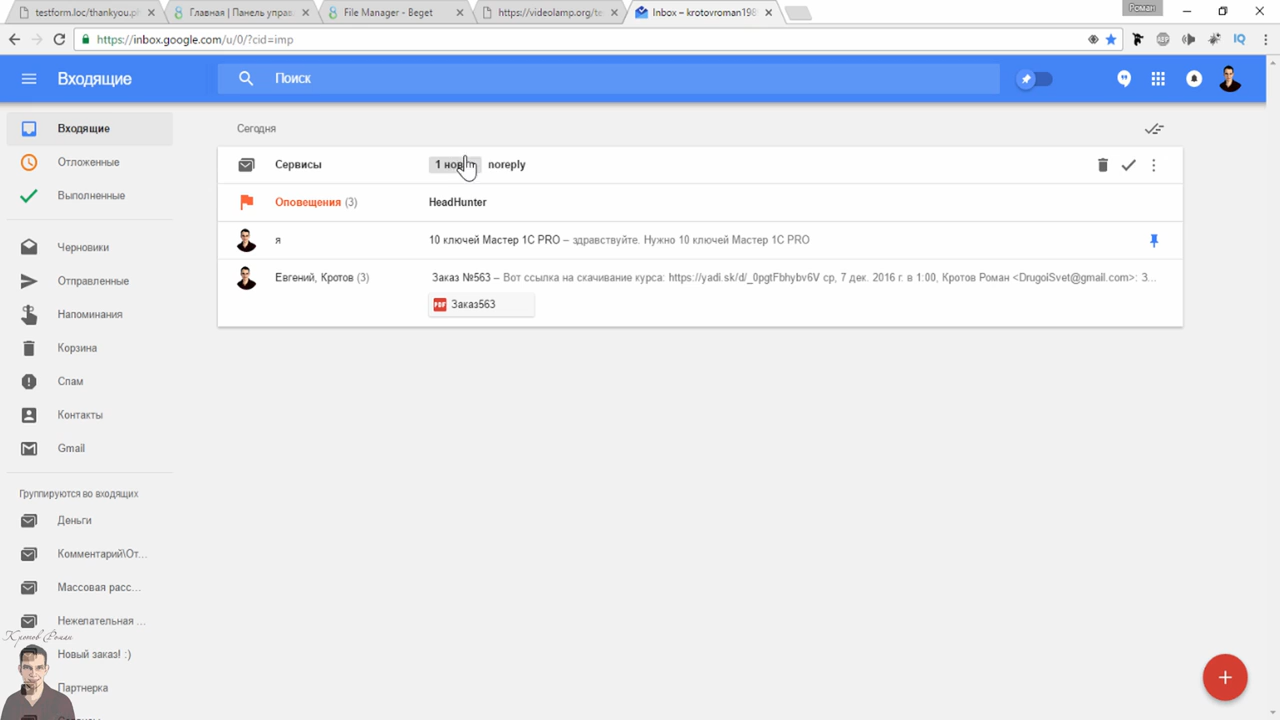 testform.loc/thankyou.p
Главная | Панель управ
File Manager - Beget
https://videolamp.org/te
Inbox – krotovroman198
Роман
https://inbox.google.com/u/0/?cid=imp
Входящие
Поиск
Входящие
Сегодня
Отложенные
Сервисы
noreply
Выполненные
Оповещения (3)
HeadHunter
Черновики
я
10 ключей Мастер 1С PRO – здравствуйте. Нужно 10 ключей Мастер 1С PRO
Отправленные
Евгений, Кротов (3)
Заказ №563 – Вот ссылка на скачивание курса: https://yadi.sk/d/_0pgtFbhybv6V ср, 7 дек. 2016 г. в 1:00, Кротов Роман <DrugoiSvet@gmail.com>: З...
PDF Заказ563
Напоминания
Корзина
Спам
Контакты
Gmail
Группируются во входящих
Деньги
Комментарий\От...
Массовая расс...
Нежелательная ...
Кротов Роман
Новый заказ! :)
Партнерка